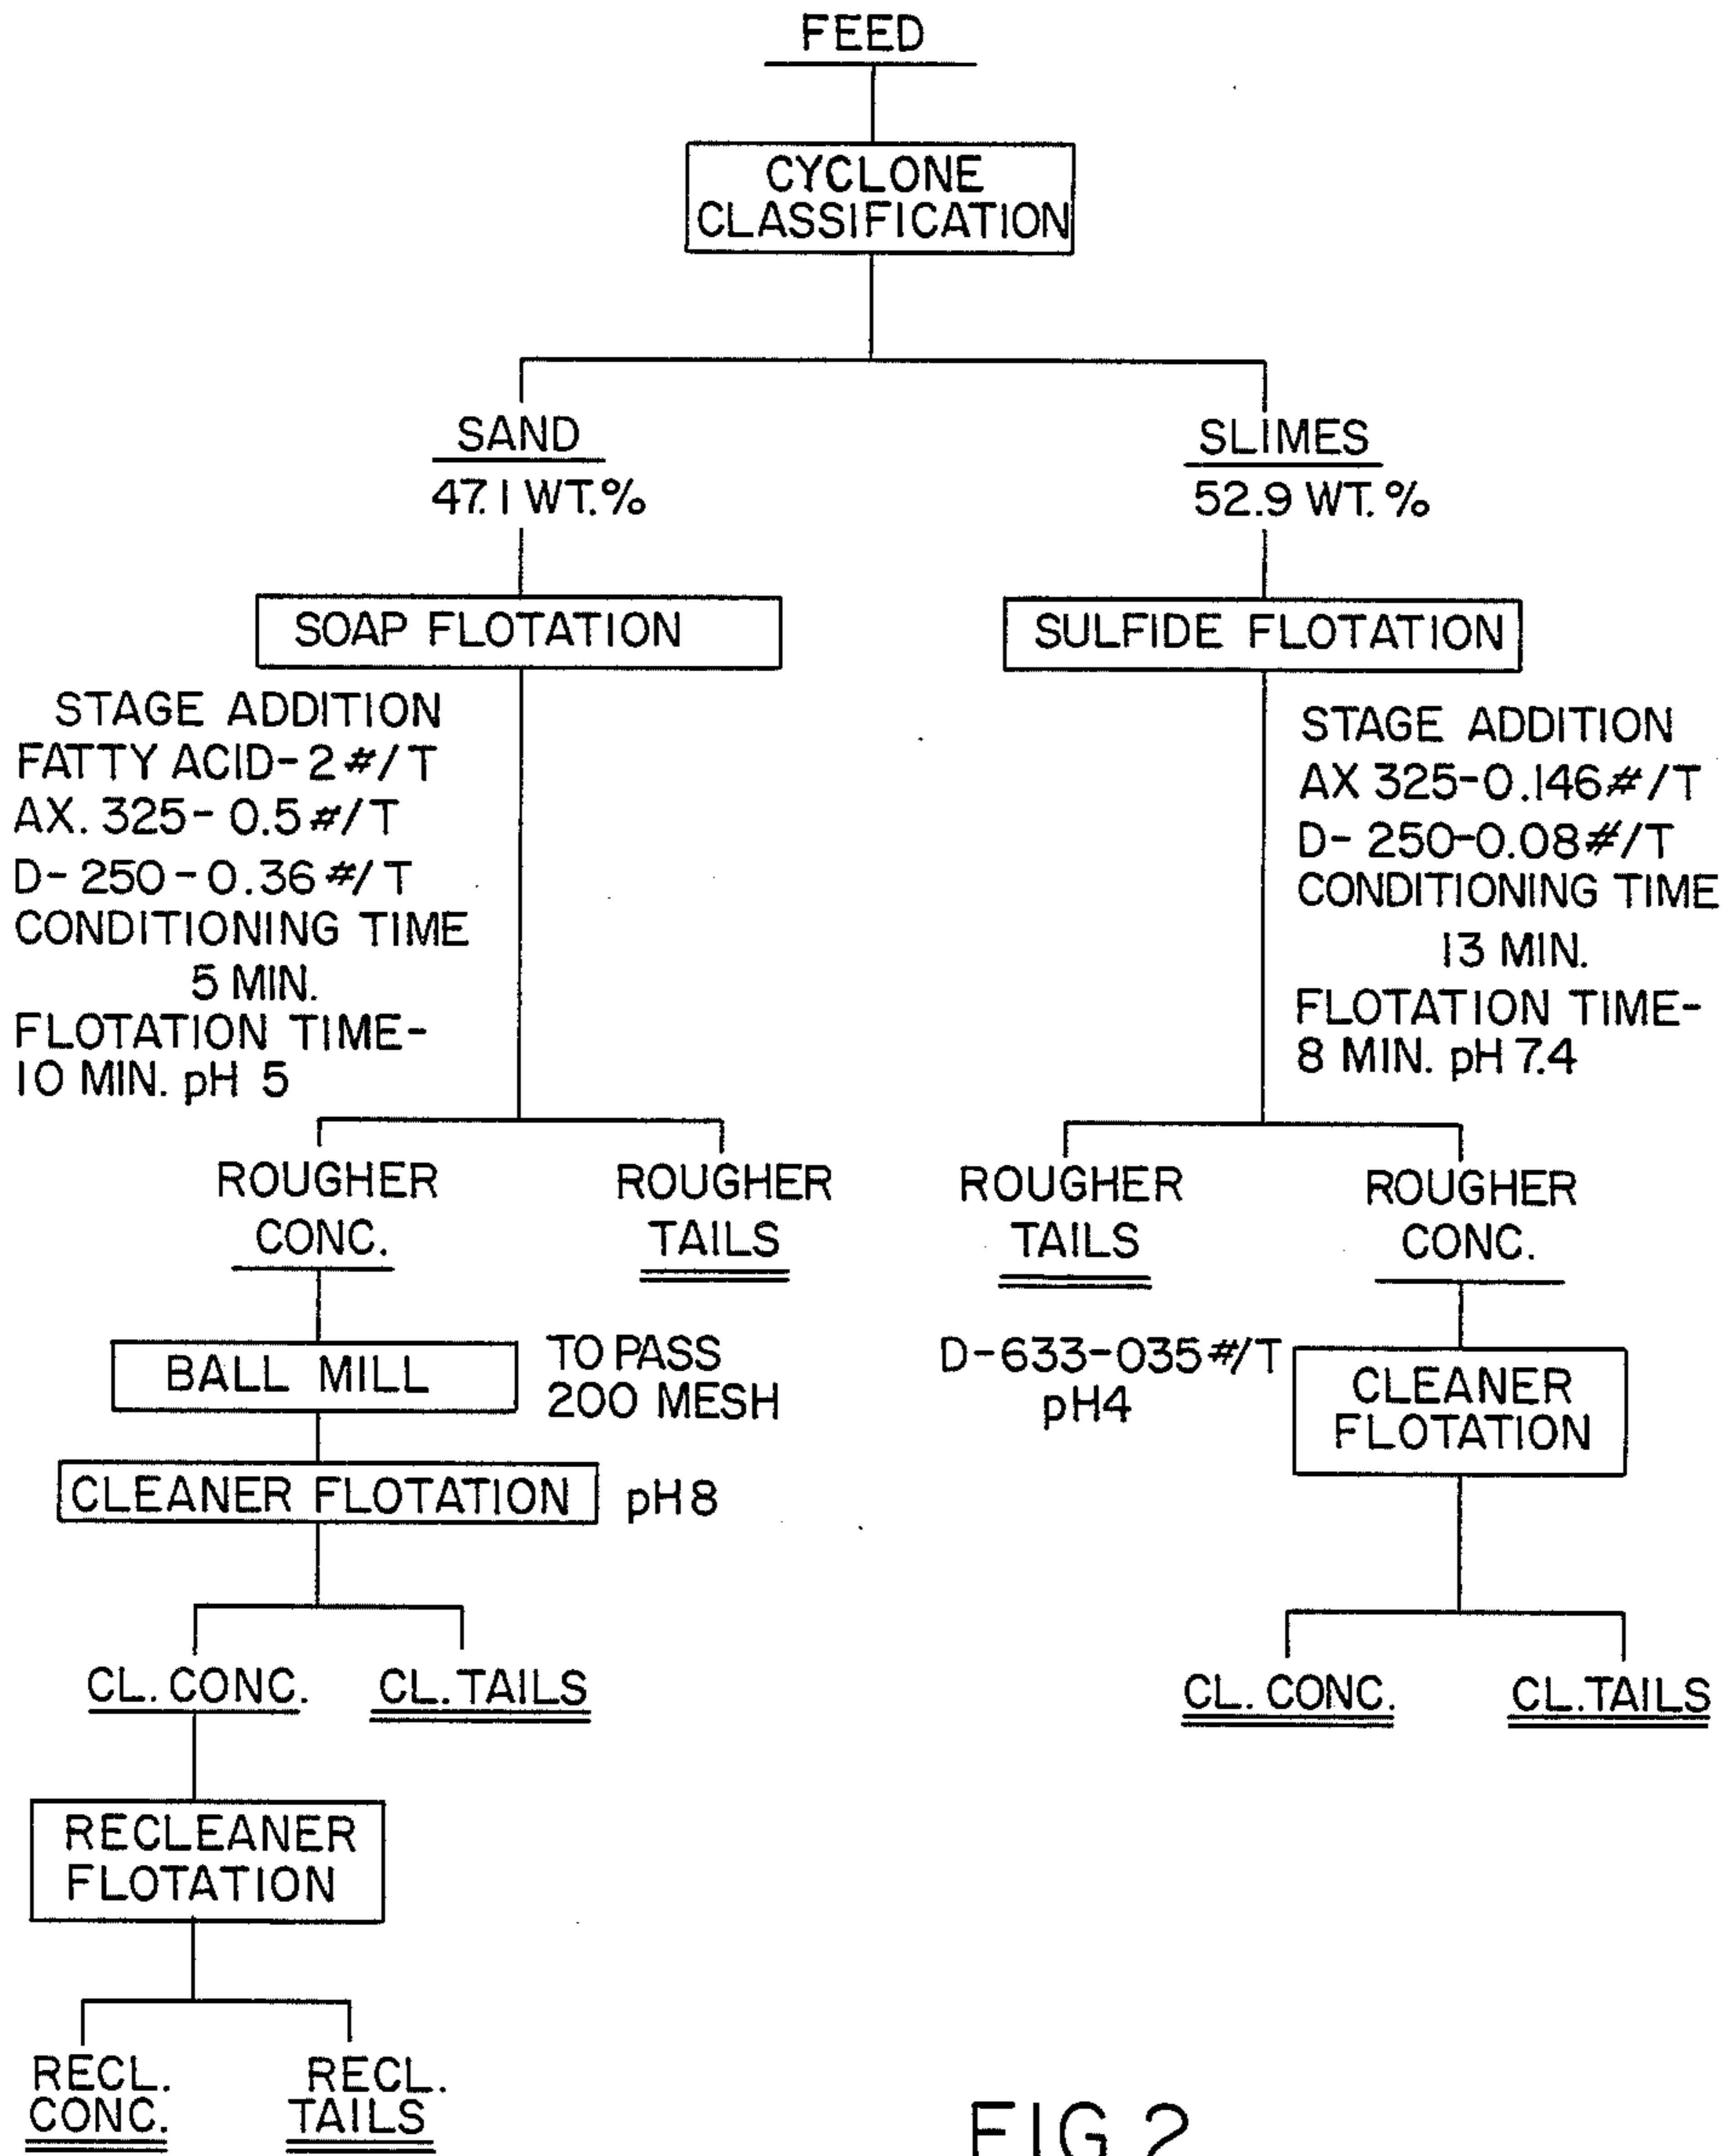 FEED
CYCLONE
CLASSIFICATION
SAND
47.1 WT.%
SLIMES
52.9 WT.%
SOAP FLOTATION
SULFIDE FLOTATION
STAGE ADDITION
FATTY ACID-2#/T
AX. 325-0.5#/T
D-250-0.36#/T
CONDITIONING TIME
5 MIN.
FLOTATION TIME-
10 MIN. pH 5
STAGE ADDITION
AX 325-0.146#/T
D-250-0.08#/T
CONDITIONING TIME
13 MIN.
FLOTATION TIME-
8 MIN. pH 7.4
ROUGHER
CONC.
ROUGHER
TAILS
ROUGHER
TAILS
ROUGHER
CONC.
BALL MILL
TO PASS
200 MESH
D-633-035#/T
pH4
CLEANER
FLOTATION
CLEANER FLOTATION
pH8
CL. CONC.
CL. TAILS
CL. CONC.
CL. TAILS
RECLEANER
FLOTATION
RECL.
CONC.
RECL.
TAILS
FIG.2